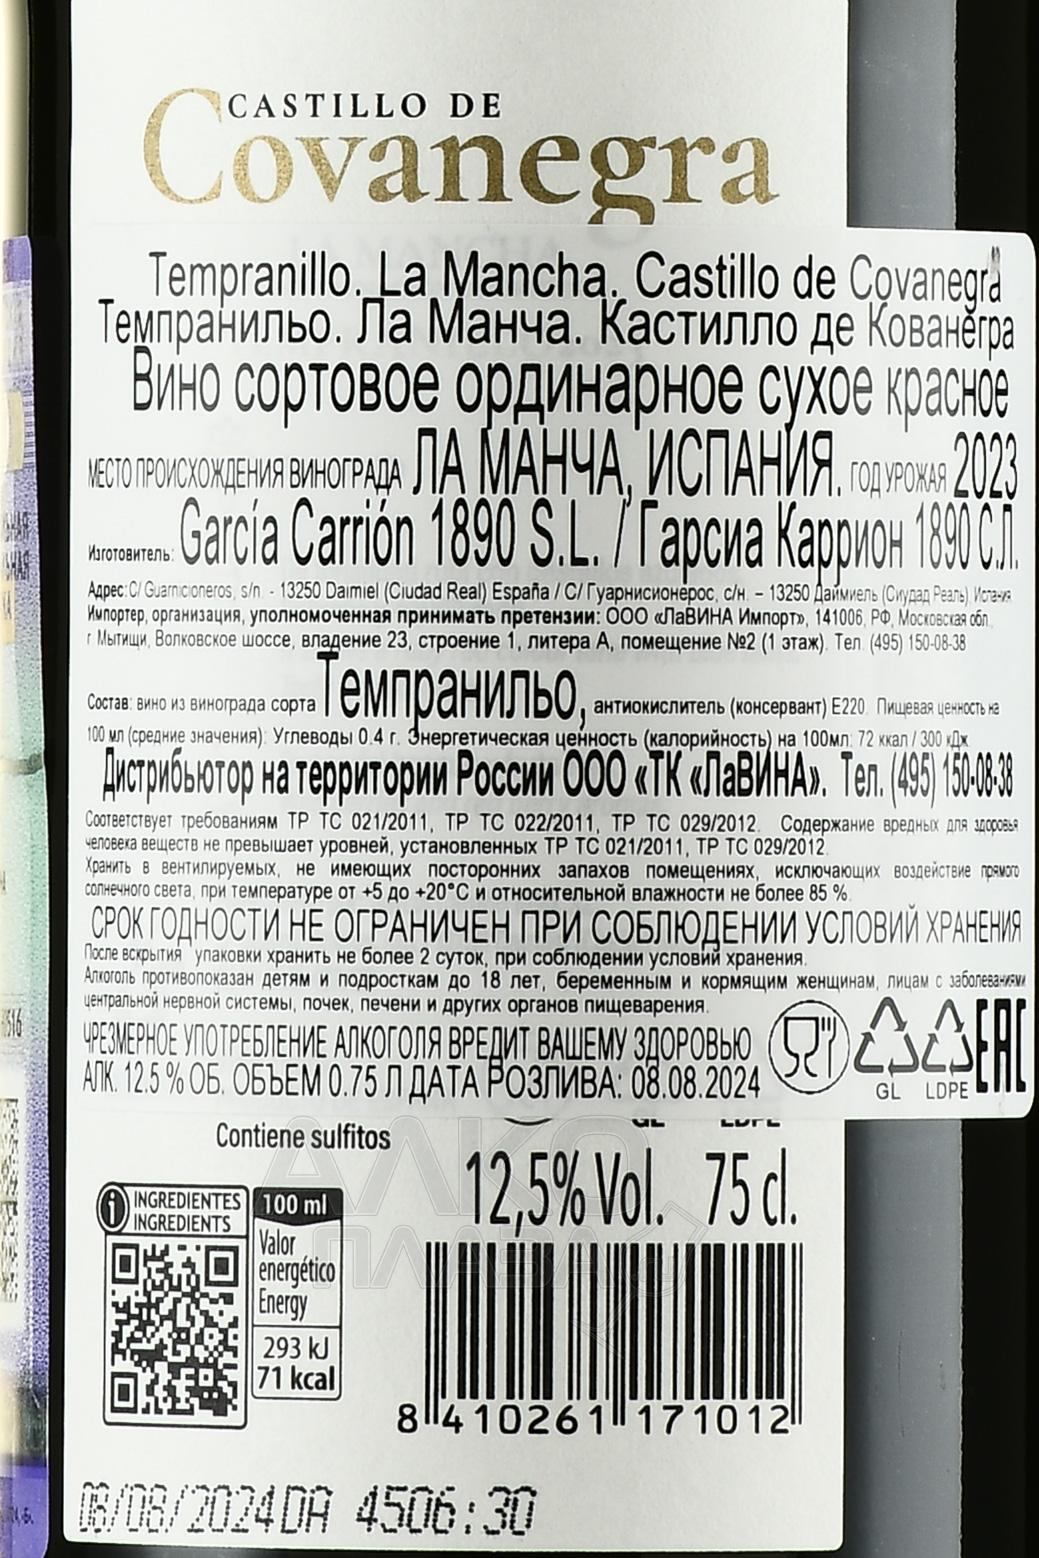 CASTILLO DE
Covanegra
Tempranillo. La Mancha. Castillo de Covanegra
Темпранильо. Ла Манча. Кастилло де Кованегра
Вино сортовое ординарное сухое красное
МЕСТО ПРОИСХОЖДЕНИЯ ВИНОГРАДА ЛА МАНЧА, ИСПАНИЯ. ГОД УРОЖАЯ 2023
Изготовитель: García Carrión 1890 S.L. / Гарсиа Каррион 1890 С.Л.
Адрес: C/ Guarnicioneros, s/n. - 13250 Daimiel (Ciudad Real) España / С/ Гуарнисионерос, с/н. – 13250 Даймиель (Сиудад Реаль) Испания
Импортер, организация, уполномоченная принимать претензии: ООО «ЛаВИНА Импорт», 141006, РФ, Московская обл.,
г. Мытищи, Волковское шоссе, владение 23, строение 1, литера А, помещение №2 (1 этаж). Тел. (495) 150-08-38
Состав: вино из винограда сорта Темпранильо, антиокислитель (консервант) Е220. Пищевая ценность на
100 мл (средние значения): Углеводы 0.4 г. Энергетическая ценность (калорийность) на 100мл: 72 ккал / 300 кДж
Дистрибьютор на территории России ООО «ТК «ЛаВИНА». Тел. (495) 150-08-38
Соответствует требованиям ТР ТС 021/2011, ТР ТС 022/2011, ТР ТС 029/2012. Содержание вредных для здоровья
человека веществ не превышает уровней, установленных ТР ТС 021/2011, ТР ТС 029/2012.
Хранить в вентилируемых, не имеющих посторонних запахов помещениях, исключающих воздействие прямого
солнечного света, при температуре от +5 до +20°С и относительной влажности не более 85 %.
СРОК ГОДНОСТИ НЕ ОГРАНИЧЕН ПРИ СОБЛЮДЕНИИ УСЛОВИЙ ХРАНЕНИЯ
После вскрытия упаковки хранить не более 2 суток, при соблюдении условий хранения.
Алкоголь противопоказан детям и подросткам до 18 лет, беременным и кормящим женщинам, лицам с заболеваниями
центральной нервной системы, почек, печени и других органов пищеварения.
ЧРЕЗМЕРНОЕ УПОТРЕБЛЕНИЕ АЛКОГОЛЯ ВРЕДИТ ВАШЕМУ ЗДОРОВЬЮ
АЛК. 12.5 % ОБ. ОБЪЕМ 0.75 Л ДАТА РОЗЛИВА: 08.08.2024
GL LDPE EAC
Contiene sulfitos
12,5% Vol. 75 cl.
i INGREDIENTES
INGREDIENTS
100 ml
Valor
energético
Energy
293 kJ
71 kcal
8 410261 171012
08/08/2024DA 4506:30
АЛКО
ПЛАЗА